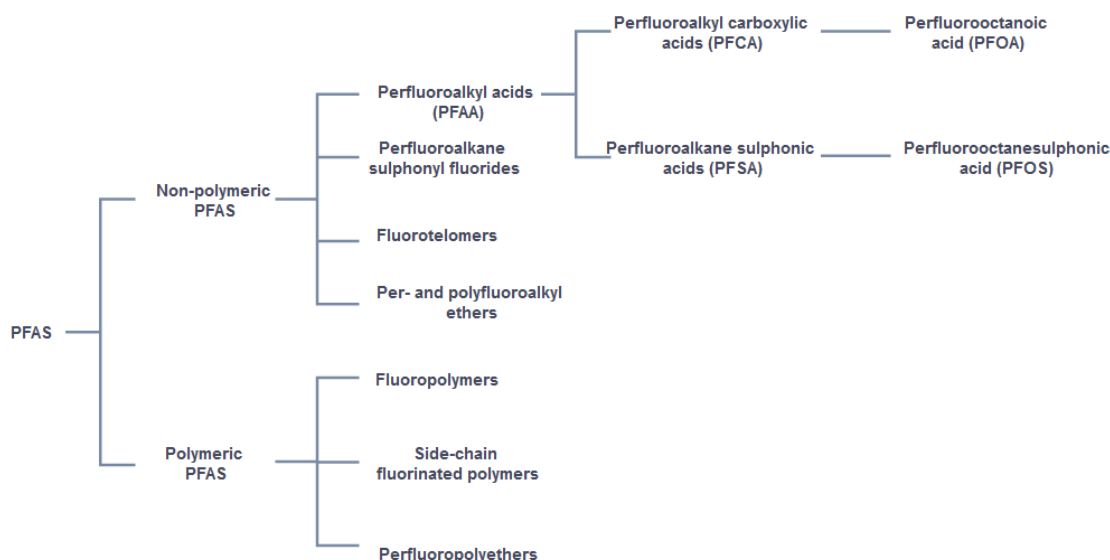 Perfluoroalkyl carboxylic
acids (PFCA)
Perfluorooctanoic
acid (PFOA)
Perfluoroalkyl acids
(PFAA)
Perfluoroalkane
sulphonyl fluorides
Perfluoroalkane sulphonic
acids (PFSA)
Perfluorooctanesulphonic
acid (PFOS)
Non-polymeric
PFAS
Fluorotelomers
Per- and polyfluoroalkyl
ethers
PFAS
Fluoropolymers
Polymeric
PFAS
Side-chain
fluorinated polymers
Perfluoropolyethers